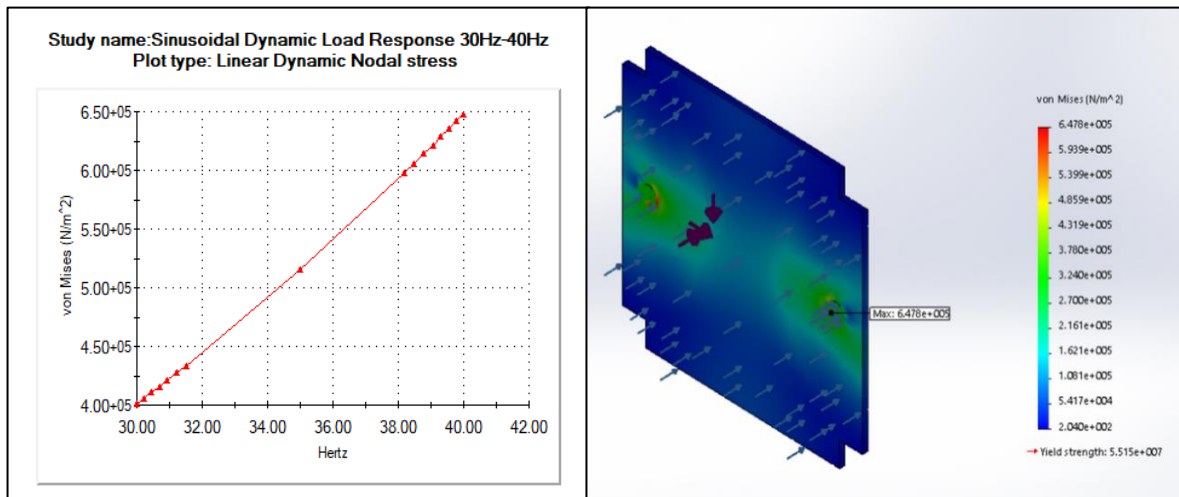 Study name:Sinusoidal Dynamic Load Response 30Hz-40Hz
Plot type: Linear Dynamic Nodal stress
von Mises (N/m^2)
6.50+05
6.00+05
5.50+05
5.00+05
4.50+05
4.00+05
30.00 32.00 34.00 36.00 38.00 40.00 42.00
Hertz
von Mises (N/m^2)
6.478e+005
5.939e+005
5.399e+005
4.859e+005
4.319e+005
3.780e+005
3.240e+005
2.700e+005
2.161e+005
1.621e+005
1.081e+005
5.417e+004
2.040e+002
Yield strength: 5.515e+007
Max: 6.478e+005